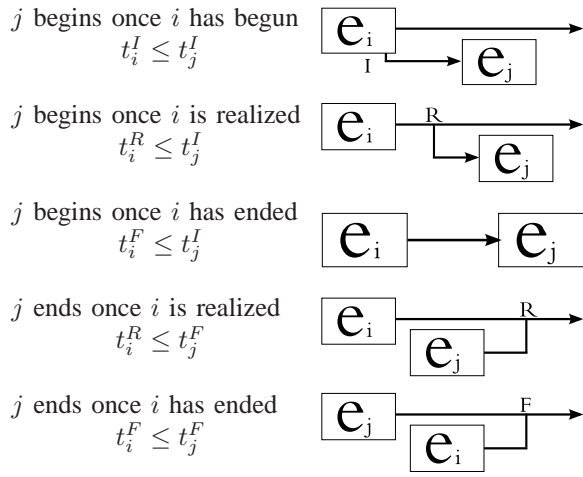 j begins once i has begun
t_i^I ≤ t_j^I
e_i
I
e_j
j begins once i is realized
t_i^R ≤ t_j^I
e_i
R
e_j
j begins once i has ended
t_i^F ≤ t_j^I
e_i
e_j
j ends once i is realized
t_i^R ≤ t_j^F
e_i
R
e_j
j ends once i has ended
t_i^F ≤ t_j^F
e_j
F
e_i